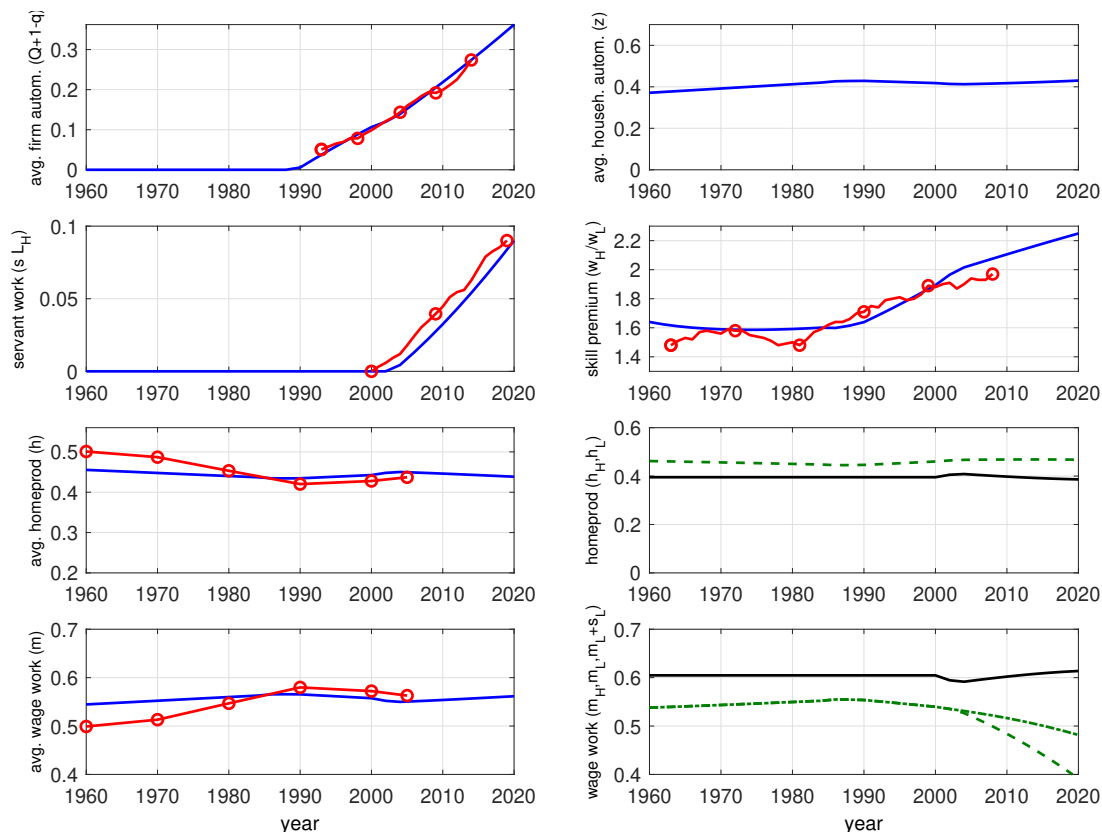 avg. firm autom. (Q+1-q)
0.3
0.2
0.1
0
1960 1970 1980 1990 2000 2010 2020
avg. househ. autom. (z)
0.6
0.4
0.2
0
1960 1970 1980 1990 2000 2010 2020
servant work (s L_H)
0.1
0.05
0
1960 1970 1980 1990 2000 2010 2020
skill premium (w_H/w_L)
2.2
2
1.8
1.6
1.4
1960 1970 1980 1990 2000 2010 2020
avg. homeprod (h)
0.5
0.4
0.3
0.2
1960 1970 1980 1990 2000 2010 2020
homeprod (h_H,h_L)
0.6
0.4
0.2
0
1960 1970 1980 1990 2000 2010 2020
avg. wage work (m)
0.7
0.6
0.5
0.4
1960 1970 1980 1990 2000 2010 2020
year
wage work (m_H,m_L,m_L+s_L)
0.7
0.6
0.5
0.4
1960 1970 1980 1990 2000 2010 2020
year